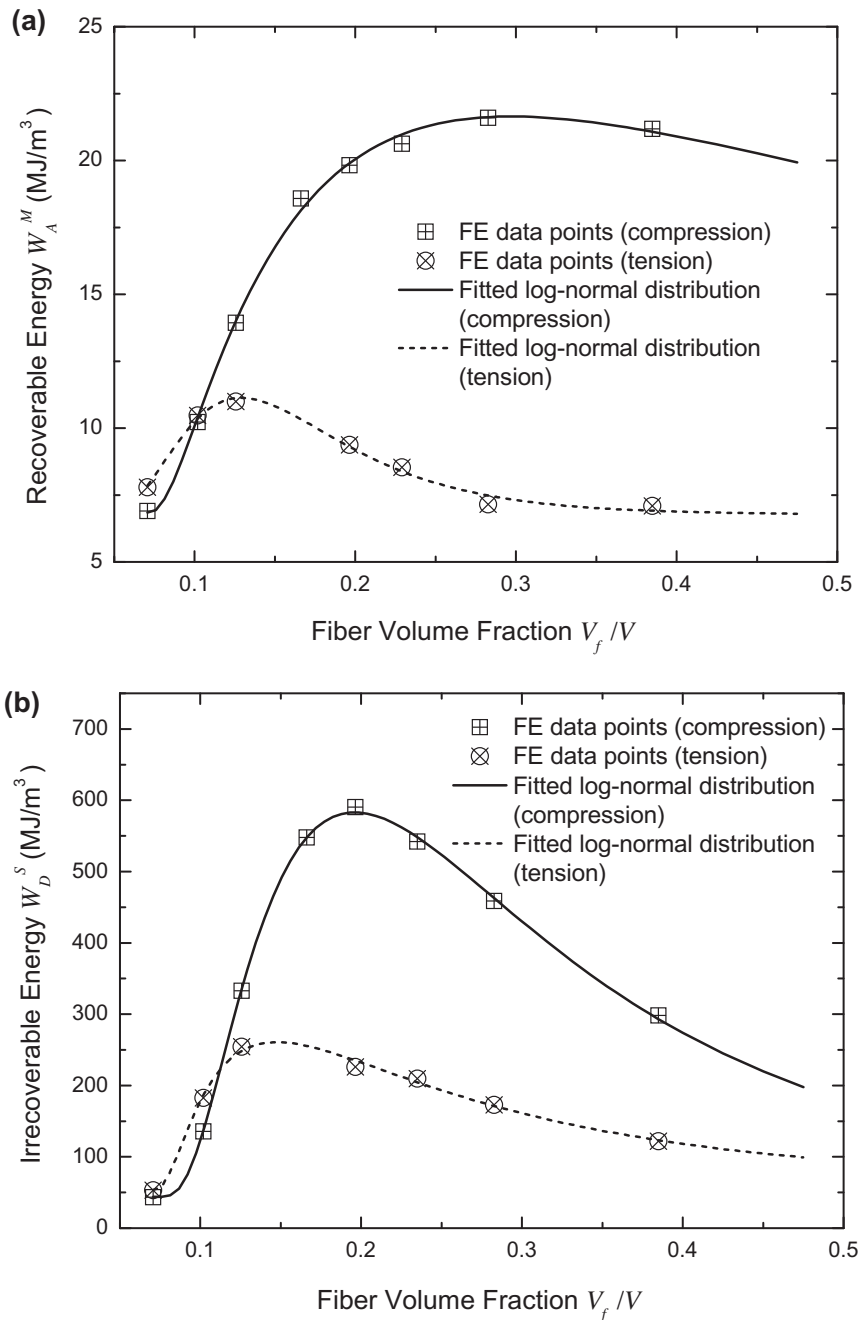 (a)
25
20
15
10
5
0.1 0.2 0.3 0.4 0.5
Recoverable Energy W_A^M (MJ/m³)
Fiber Volume Fraction V_f /V
FE data points (compression)
FE data points (tension)
Fitted log-normal distribution
(compression)
Fitted log-normal distribution
(tension)
(b)
700
600
500
400
300
200
100
0
0.1 0.2 0.3 0.4 0.5
Irrecoverable Energy W_D^S (MJ/m³)
Fiber Volume Fraction V_f /V
FE data points (compression)
FE data points (tension)
Fitted log-normal distribution
(compression)
Fitted log-normal distribution
(tension)